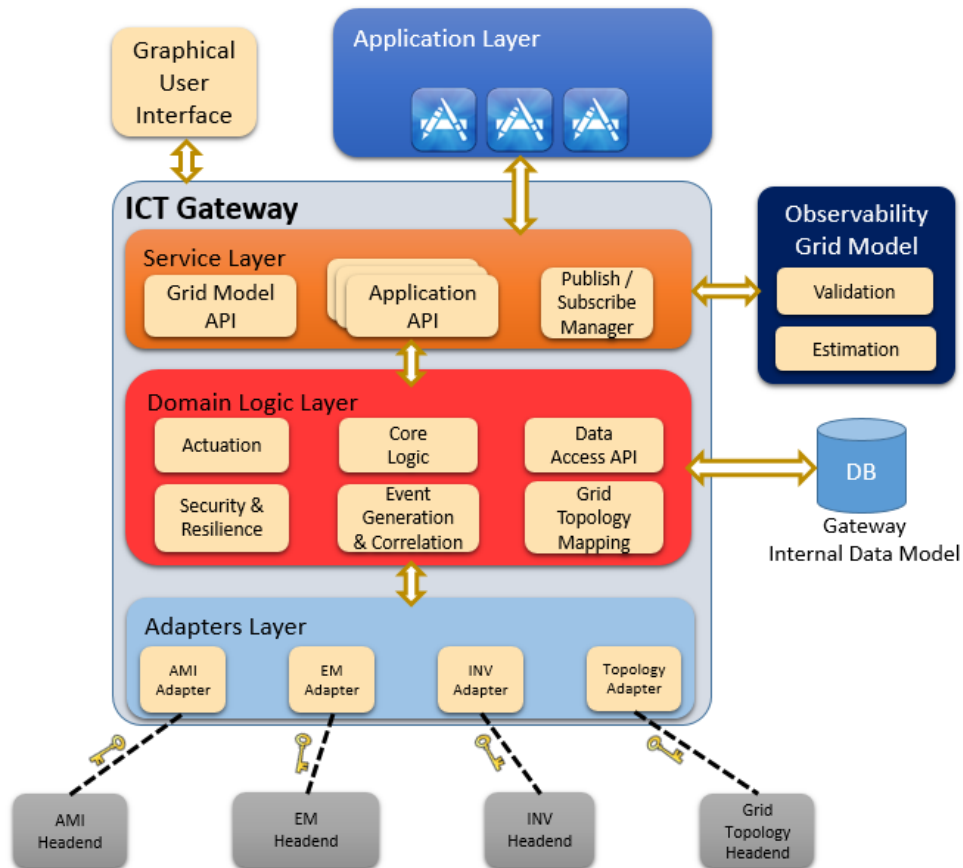 Graphical
User
Interface
Application Layer
ICT Gateway
Service Layer
Grid Model
API
Application
API
Publish /
Subscribe
Manager
Observability
Grid Model
Validation
Estimation
Domain Logic Layer
Actuation
Core
Logic
Data
Access API
Security &
Resilience
Event
Generation
& Correlation
Grid
Topology
Mapping
DB
Gateway
Internal Data Model
Adapters Layer
AMI
Adapter
EM
Adapter
INV
Adapter
Topology
Adapter
AMI
Headend
EM
Headend
INV
Headend
Grid
Topology
Headend